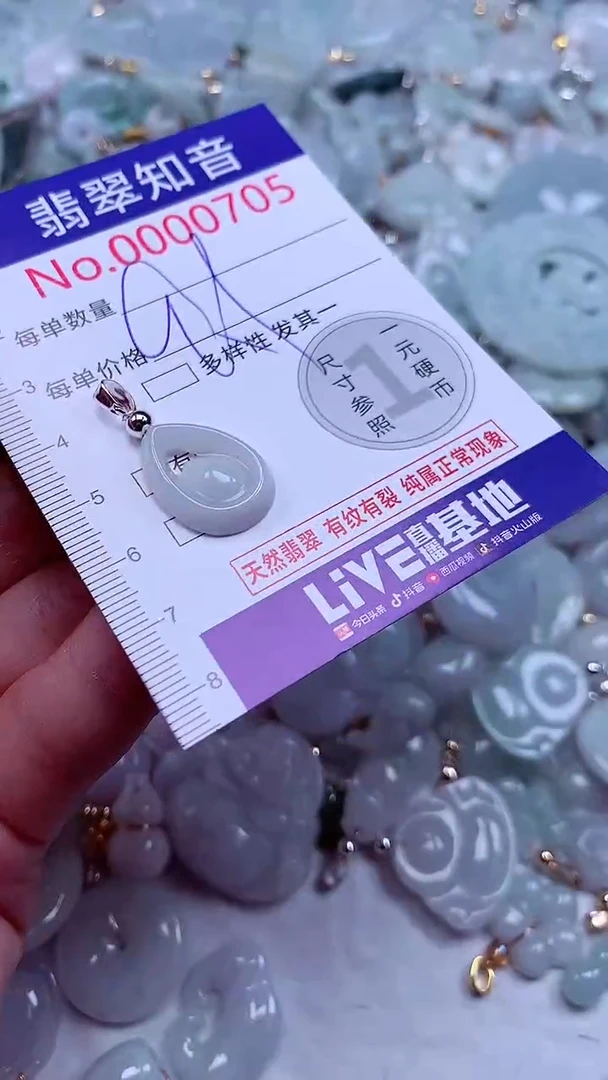 翡翠知音
No.0000705
每单数量
每单价格
多样性发其一
有
尺寸参照
1
一元硬币
天然翡翠 有纹有裂 纯属正常现象
LiVE直播基地
今日头条 抖音 西瓜视频 抖音火山版
3
4
5
6
7
8